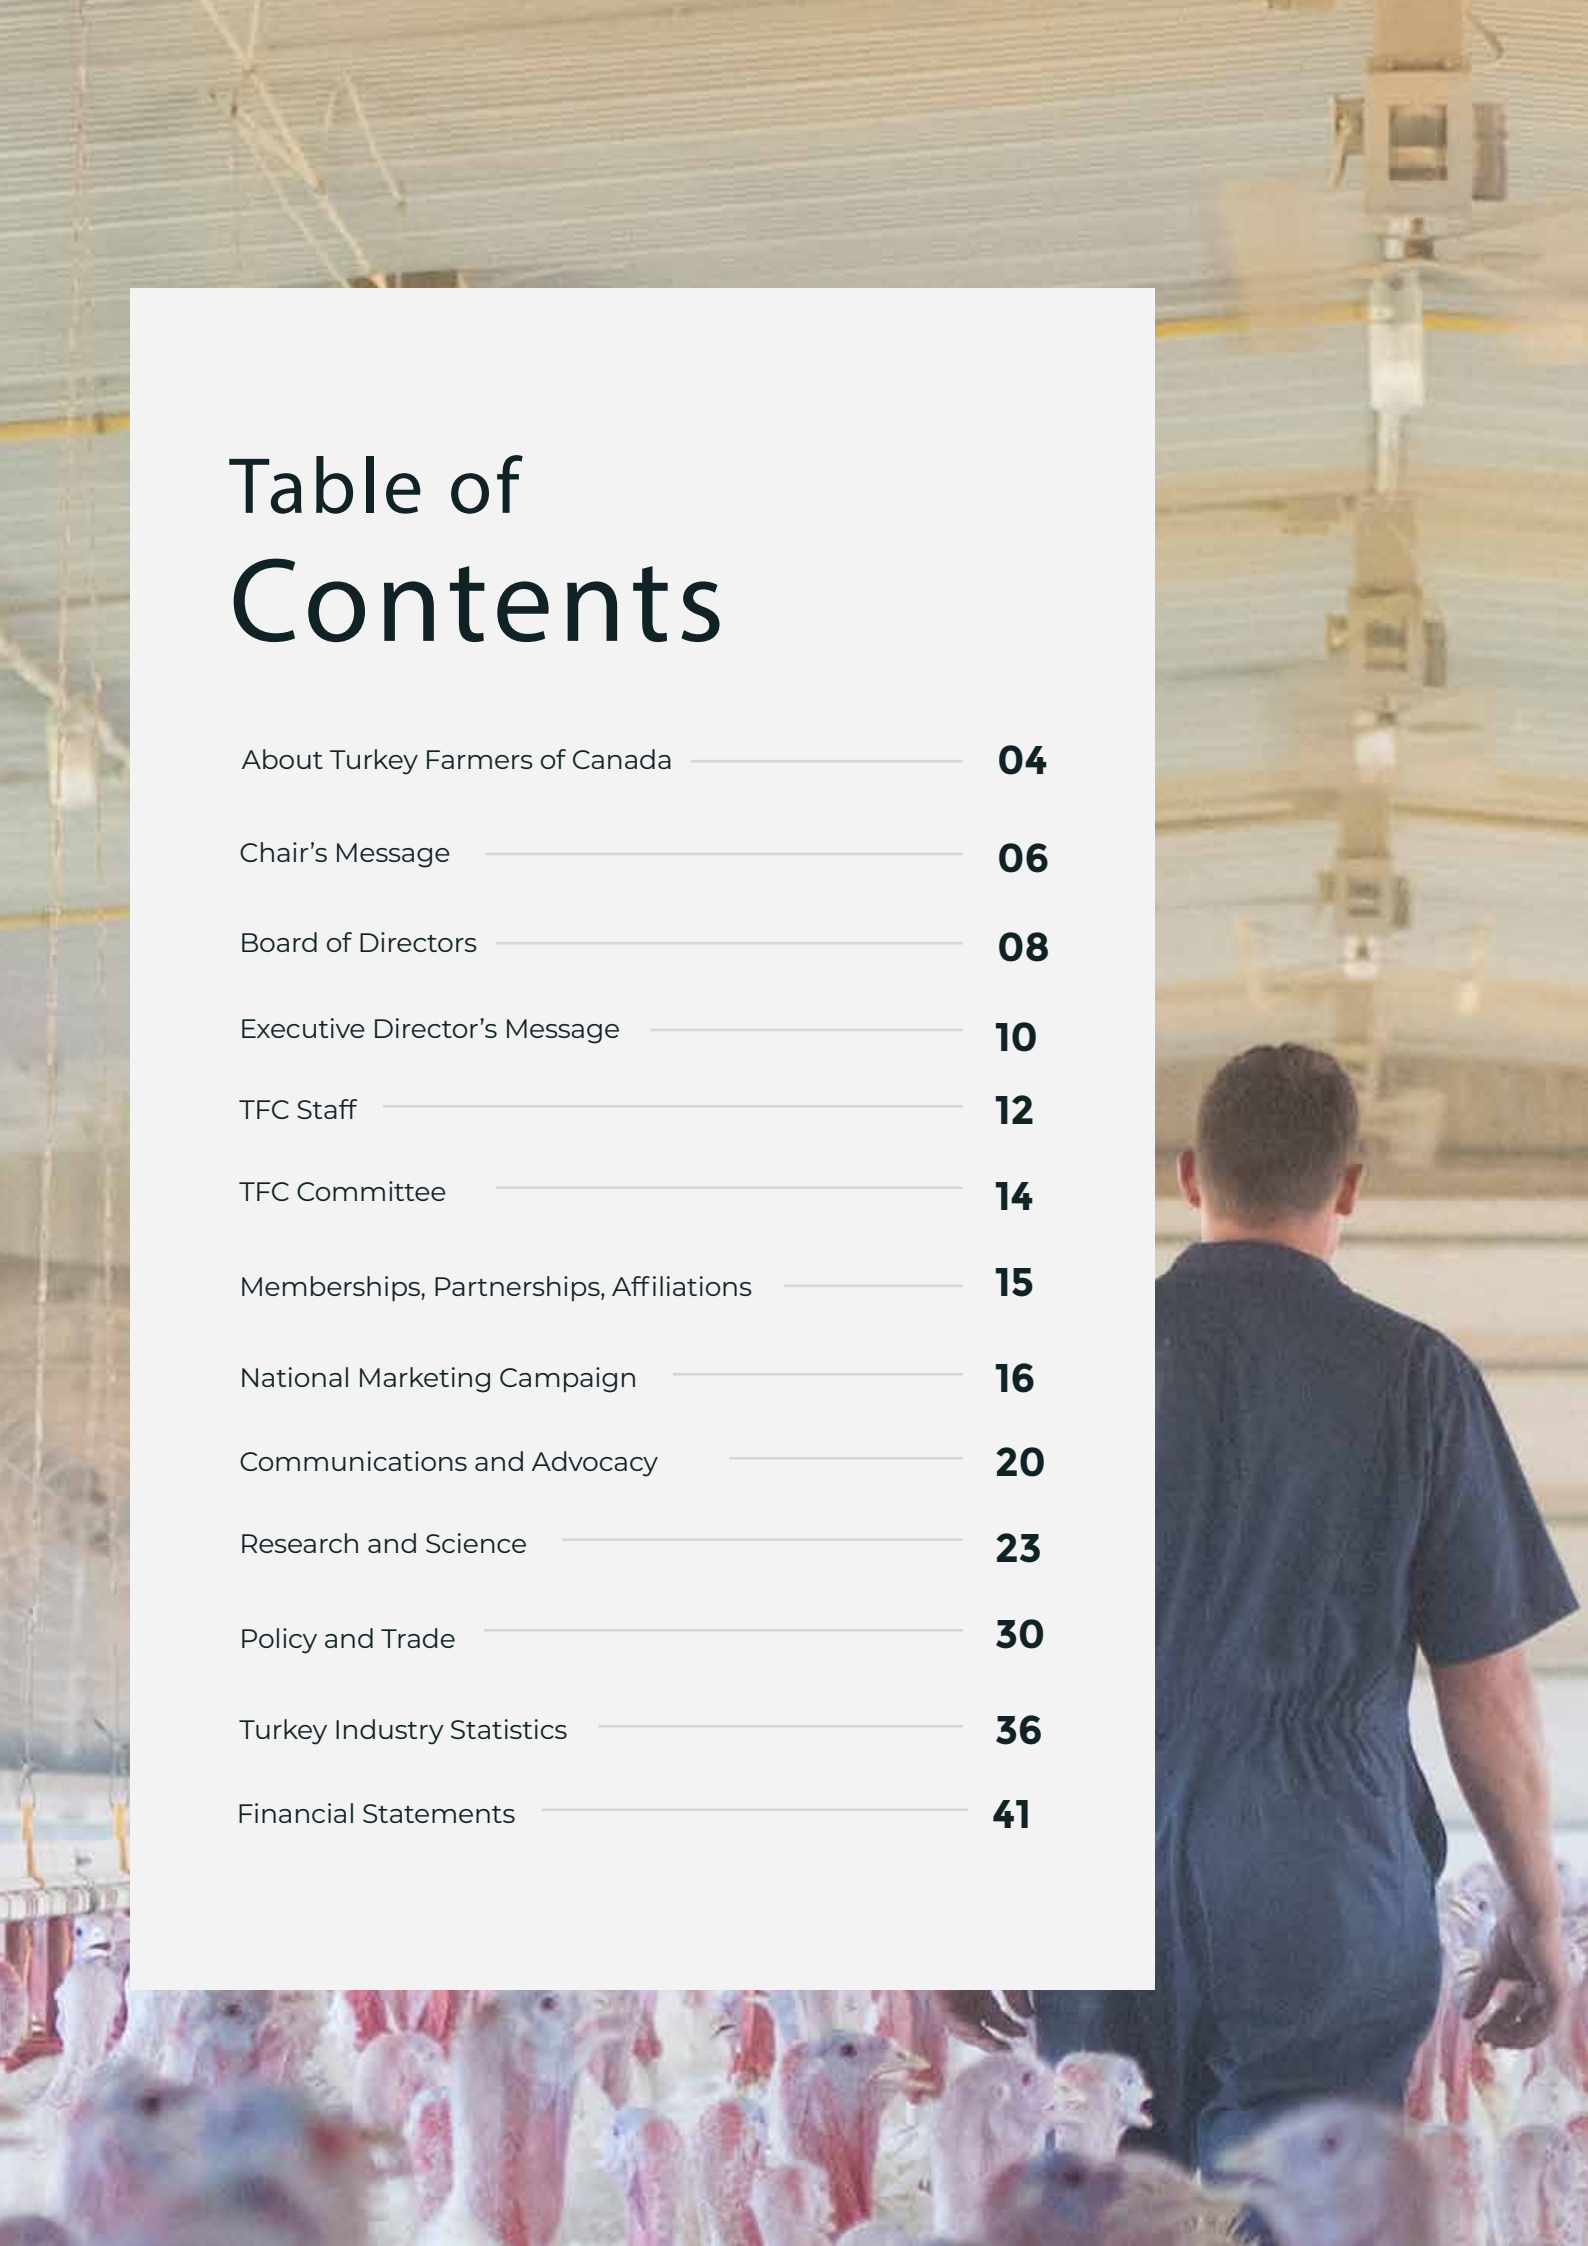 Table of
Contents
About Turkey Farmers of Canada 04
Chair’s Message 06
Board of Directors 08
Executive Director’s Message 10
TFC Staff 12
TFC Committee 14
Memberships, Partnerships, Affiliations 15
National Marketing Campaign 16
Communications and Advocacy 20
Research and Science 23
Policy and Trade 30
Turkey Industry Statistics 36
Financial Statements 41